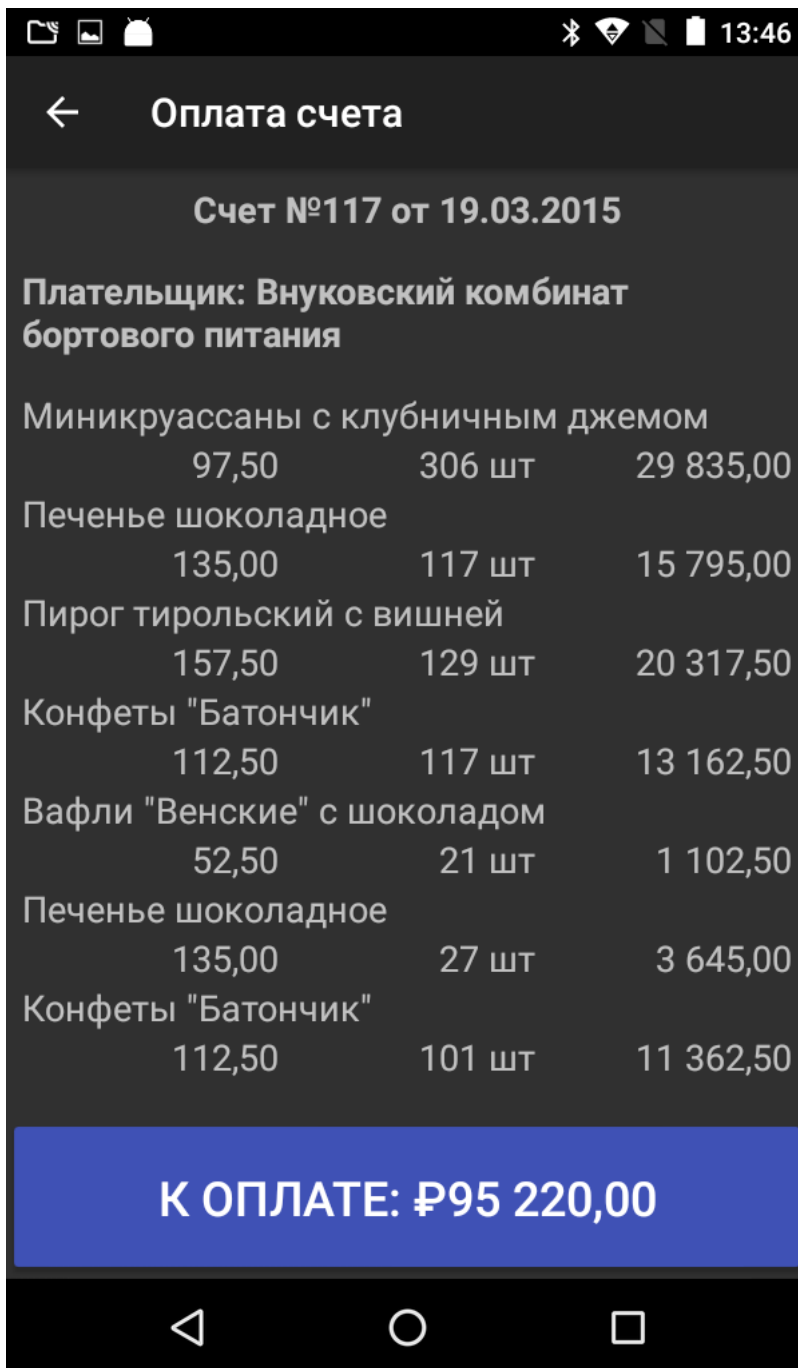 13:46
Оплата счета
Счет №117 от 19.03.2015
Плательщик: Внуковский комбинат
бортового питания
Миникруассаны с клубничным джемом
97,50 306 шт 29 835,00
Печенье шоколадное
135,00 117 шт 15 795,00
Пирог тирольский с вишней
157,50 129 шт 20 317,50
Конфеты "Батончик"
112,50 117 шт 13 162,50
Вафли "Венские" с шоколадом
52,50 21 шт 1 102,50
Печенье шоколадное
135,00 27 шт 3 645,00
Конфеты "Батончик"
112,50 101 шт 11 362,50
К ОПЛАТЕ: ₽95 220,00